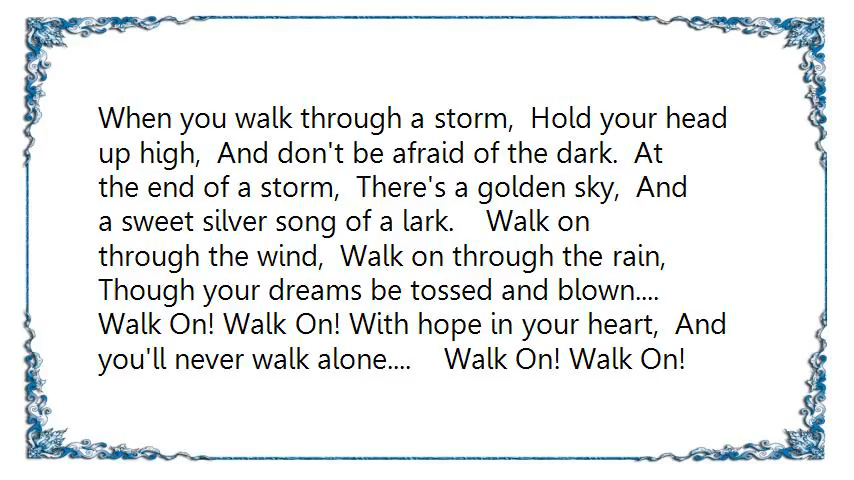 When you walk through a storm,  Hold your head
up high,  And don't be afraid of the dark.  At
the end of a storm,  There's a golden sky,  And
a sweet silver song of a lark.    Walk on
through the wind,  Walk on through the rain,
Though your dreams be tossed and blown....
Walk On! Walk On! With hope in your heart,  And
you'll never walk alone....    Walk On! Walk On!